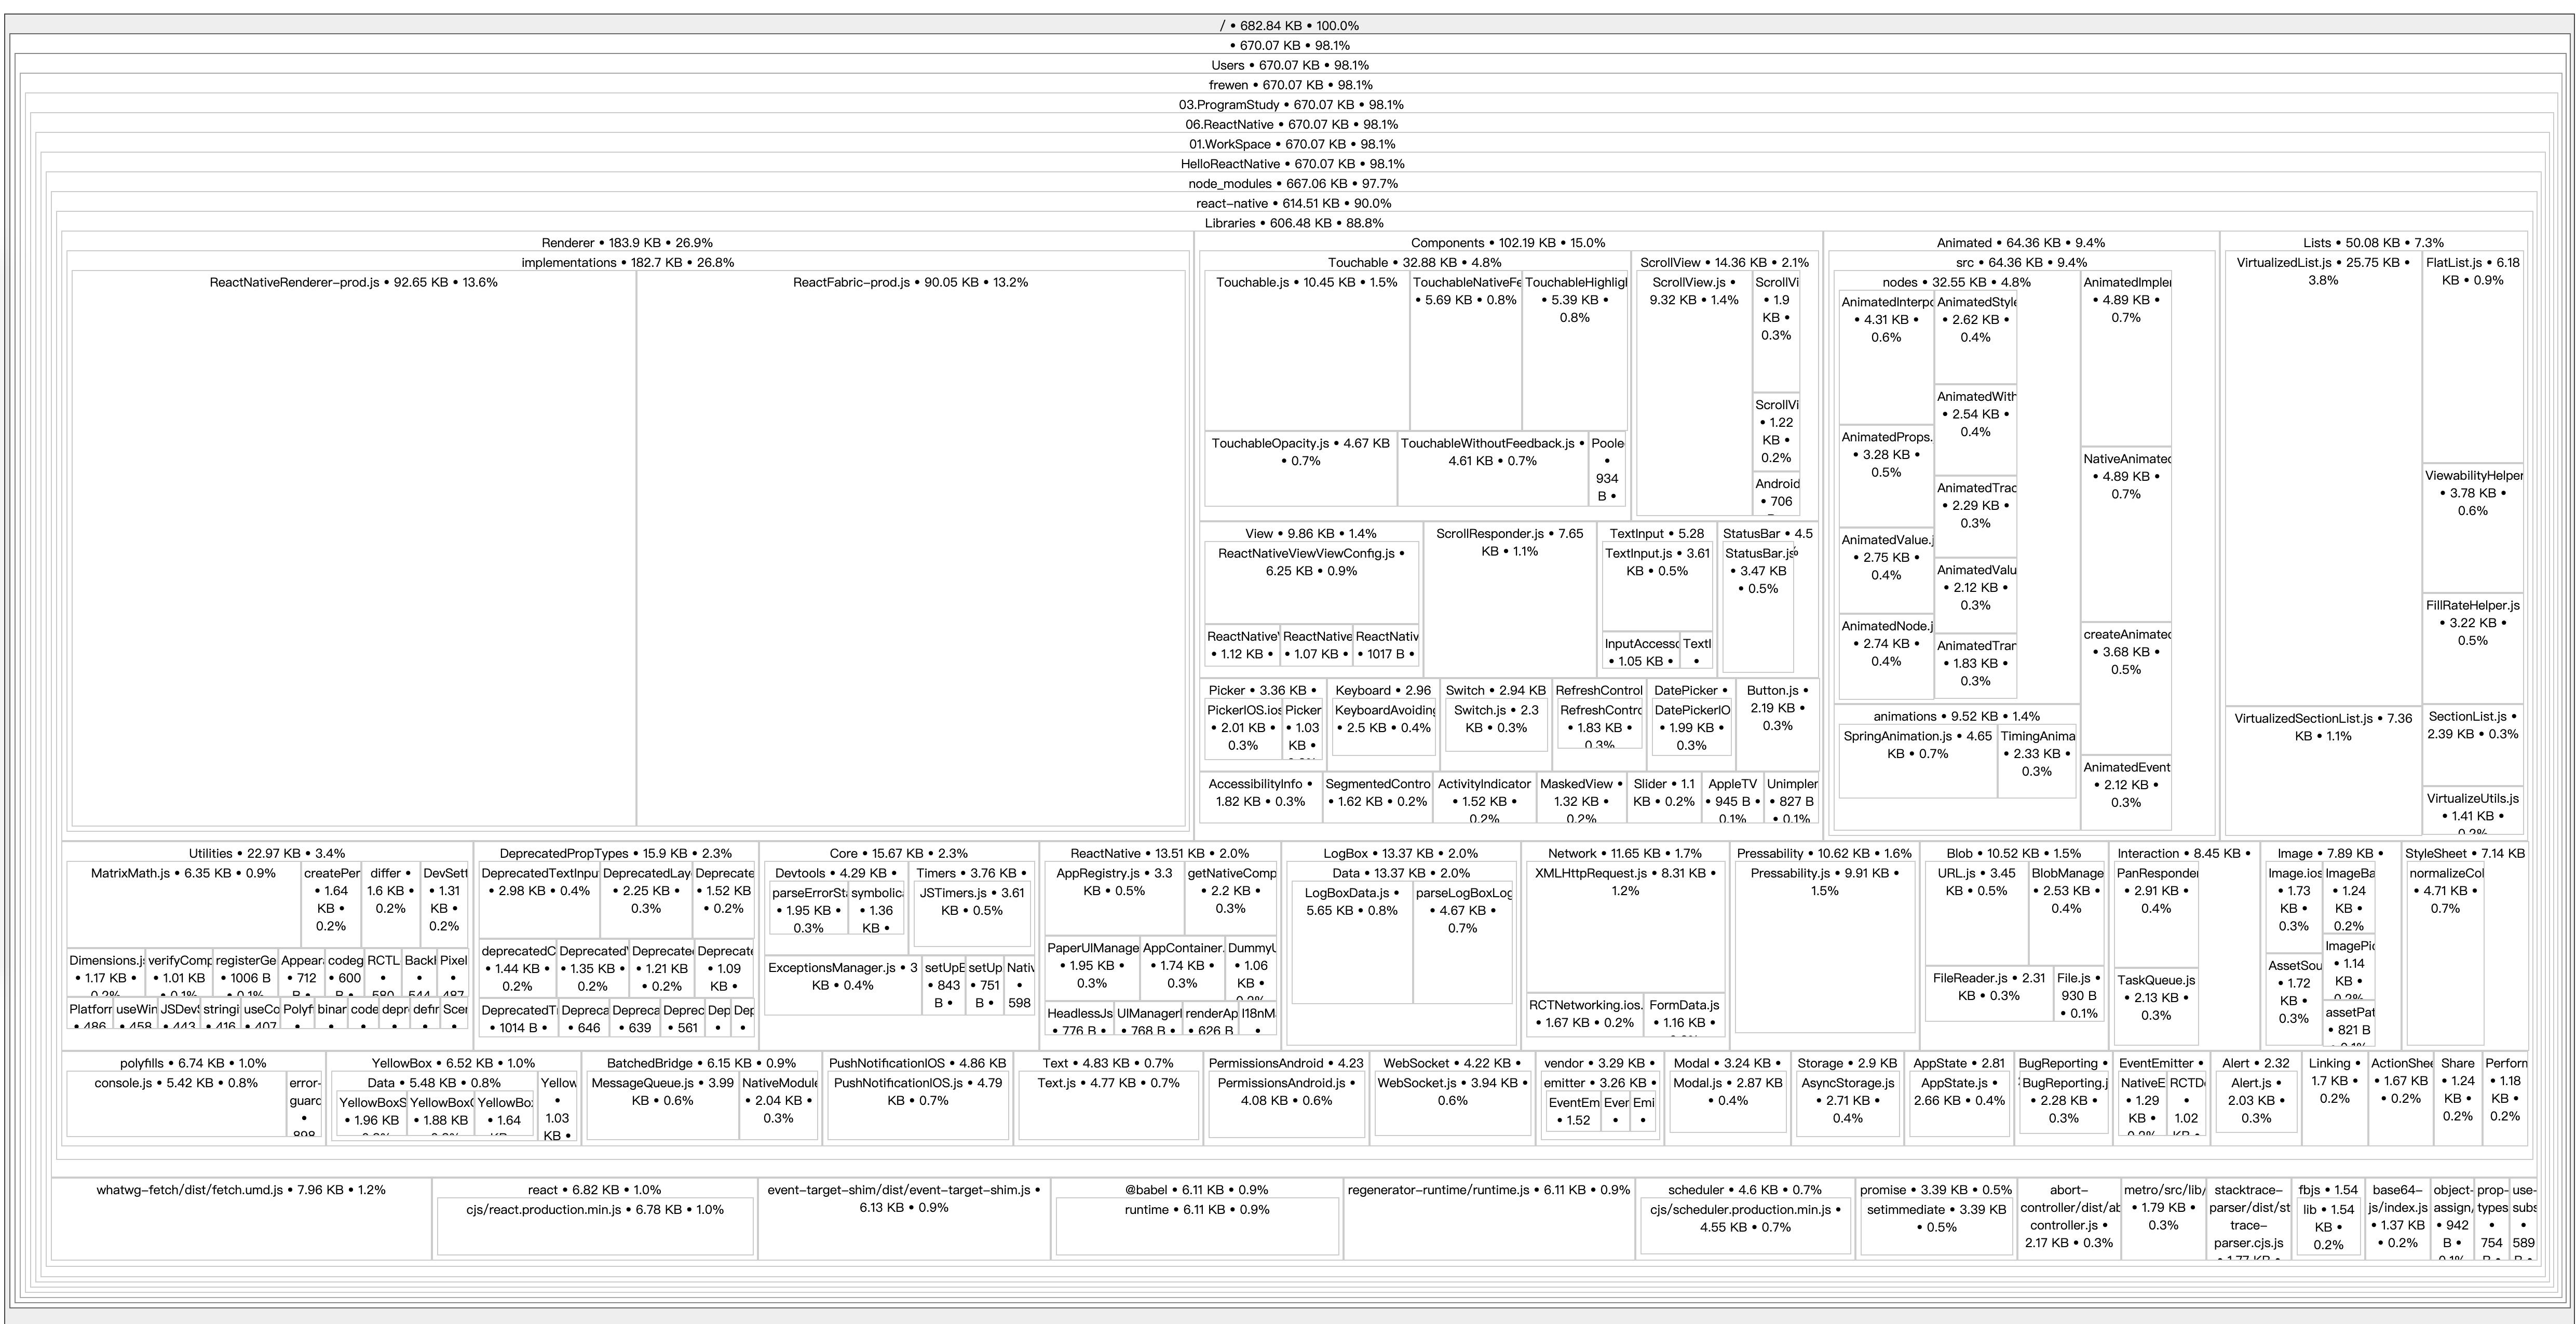 / • 682.84 KB • 100.0%
• 670.07 KB • 98.1%
Users • 670.07 KB • 98.1%
frewen • 670.07 KB • 98.1%
03.ProgramStudy • 670.07 KB • 98.1%
06.ReactNative • 670.07 KB • 98.1%
01.WorkSpace • 670.07 KB • 98.1%
HelloReactNative • 670.07 KB • 98.1%
node_modules • 667.06 KB • 97.7%
react-native • 614.51 KB • 90.0%
Libraries • 606.48 KB • 88.8%
Renderer • 183.9 KB • 26.9%
implementations • 182.7 KB • 26.8%
ReactNativeRenderer-prod.js • 92.65 KB • 13.6%
ReactFabric-prod.js • 90.05 KB • 13.2%
Components • 102.19 KB • 15.0%
Touchable • 32.88 KB • 4.8%
Touchable.js • 10.45 KB • 1.5%
TouchableNativeFe
• 5.69 KB • 0.8%
TouchableHighlig
• 5.39 KB •
0.8%
TouchableOpacity.js • 4.67 KB
• 0.7%
TouchableWithoutFeedback.js •
4.61 KB • 0.7%
Poole
•
934
B •
ScrollView • 14.36 KB • 2.1%
ScrollView.js •
9.32 KB • 1.4%
ScrollVi
• 1.9
KB •
0.3%
ScrollVi
• 1.22
KB •
0.2%
Android
• 706
View • 9.86 KB • 1.4%
ReactNativeViewViewConfig.js •
6.25 KB • 0.9%
ReactNative
• 1.12 KB •
ReactNative
• 1.07 KB •
ReactNativ
• 1017 B •
ScrollResponder.js • 7.65
KB • 1.1%
TextInput • 5.28
TextInput.js • 3.61
KB • 0.5%
InputAccess
• 1.05 KB •
TextI
•
StatusBar • 4.5
StatusBar.js
• 3.47 KB
• 0.5%
Picker • 3.36 KB •
PickerIOS.ios
• 2.01 KB •
0.3%
Picker
• 1.03
KB •
Keyboard • 2.96
KeyboardAvoiding
• 2.5 KB • 0.4%
Switch • 2.94 KB
Switch.js • 2.3
KB • 0.3%
RefreshControl
RefreshContro
• 1.83 KB •
0.3%
DatePicker •
DatePickerIO
• 1.99 KB •
0.3%
Button.js •
2.19 KB •
0.3%
AccessibilityInfo •
1.82 KB • 0.3%
SegmentedContro
• 1.62 KB • 0.2%
ActivityIndicator
• 1.52 KB •
0.2%
MaskedView •
1.32 KB •
0.2%
Slider • 1.1
KB • 0.2%
AppleTV
• 945 B •
0.1%
Unimpler
• 827 B
• 0.1%
Animated • 64.36 KB • 9.4%
src • 64.36 KB • 9.4%
nodes • 32.55 KB • 4.8%
AnimatedInterpo
• 4.31 KB •
0.6%
AnimatedProps.
• 3.28 KB •
0.5%
AnimatedValue.j
• 2.75 KB •
0.4%
AnimatedNode.j
• 2.74 KB •
0.4%
AnimatedStyle
• 2.62 KB •
0.4%
AnimatedWith
• 2.54 KB •
0.4%
AnimatedTrac
• 2.29 KB •
0.3%
AnimatedValu
• 2.12 KB •
0.3%
AnimatedTran
• 1.83 KB •
0.3%
animations • 9.52 KB • 1.4%
SpringAnimation.js • 4.65
KB • 0.7%
TimingAnima
• 2.33 KB •
0.3%
AnimatedImple
• 4.89 KB •
0.7%
NativeAnimated
• 4.89 KB •
0.7%
createAnimated
• 3.68 KB •
0.5%
AnimatedEvent
• 2.12 KB •
0.3%
Lists • 50.08 KB • 7.3%
VirtualizedList.js • 25.75 KB •
3.8%
VirtualizedSectionList.js • 7.36
KB • 1.1%
FlatList.js • 6.18
KB • 0.9%
ViewabilityHelper
• 3.78 KB •
0.6%
FillRateHelper.js
• 3.22 KB •
0.5%
SectionList.js •
2.39 KB • 0.3%
VirtualizeUtils.js
• 1.41 KB •
0.2%
Utilities • 22.97 KB • 3.4%
MatrixMath.js • 6.35 KB • 0.9%
createPer
• 1.64
KB •
0.2%
differ •
1.6 KB •
0.2%
DevSett
• 1.31
KB •
0.2%
Dimensions.js
• 1.17 KB •
0.2%
verifyComp
• 1.01 KB
• 0.1%
registerGe
• 1006 B
• 0.1%
Appear
• 712
B •
codeg
• 600
B •
RCTL
•
580
BackI
•
544
Pixel
•
487
Platforr
• 486
useWin
• 458
JSDevS
• 443
stringi
• 416
useCo
• 407
Polyf
binar
code
depr
defir
Scer
DeprecatedPropTypes • 15.9 KB • 2.3%
DeprecatedTextInpu
• 2.98 KB • 0.4%
DeprecatedLay
• 2.25 KB •
0.3%
Deprecate
• 1.52 KB
• 0.2%
deprecatedC
• 1.44 KB •
0.2%
Deprecated
• 1.35 KB •
0.2%
Deprecate
• 1.21 KB
• 0.2%
Deprecate
• 1.09
KB •
DeprecatedT
• 1014 B •
Depreca
• 646
Depreca
• 639
Deprec
• 561
Dep
•
Dep
•
Core • 15.67 KB • 2.3%
Devtools • 4.29 KB •
parseErrorSt
• 1.95 KB •
0.3%
symbolic
• 1.36
KB •
Timers • 3.76 KB •
JSTimers.js • 3.61
KB • 0.5%
ExceptionsManager.js • 3
KB • 0.4%
setUpE
• 843
B •
setUp
• 751
B •
Nativ
•
598
ReactNative • 13.51 KB • 2.0%
AppRegistry.js • 3.3
KB • 0.5%
getNativeComp
• 2.2 KB •
0.3%
PaperUIManage
• 1.95 KB •
0.3%
AppContainer.
• 1.74 KB •
0.3%
DummyU
• 1.06
KB •
0.2%
HeadlessJs
• 776 B •
UIManagerI
• 768 B •
renderAp
• 626 B
I18nM
•
LogBox • 13.37 KB • 2.0%
Data • 13.37 KB • 2.0%
LogBoxData.js •
5.65 KB • 0.8%
parseLogBoxLog
• 4.67 KB •
0.7%
Network • 11.65 KB • 1.7%
XMLHttpRequest.js • 8.31 KB •
1.2%
RCTNetworking.ios.
• 1.67 KB • 0.2%
FormData.js
• 1.16 KB •
Pressability • 10.62 KB • 1.6%
Pressability.js • 9.91 KB •
1.5%
Blob • 10.52 KB • 1.5%
URL.js • 3.45
KB • 0.5%
BlobManage
• 2.53 KB •
0.4%
FileReader.js • 2.31
KB • 0.3%
File.js •
930 B
• 0.1%
Interaction • 8.45 KB •
PanResponder
• 2.91 KB •
0.4%
TaskQueue.js
• 2.13 KB •
0.3%
Image • 7.89 KB •
Image.ios
• 1.73
KB •
0.3%
ImageBa
• 1.24
KB •
0.2%
AssetSou
• 1.72
KB •
0.3%
ImagePic
• 1.14
KB •
0.2%
assetPat
• 821 B
• 0.1%
StyleSheet • 7.14 KB
normalizeCol
• 4.71 KB •
0.7%
polyfills • 6.74 KB • 1.0%
console.js • 5.42 KB • 0.8%
error-
guard
•
898
YellowBox • 6.52 KB • 1.0%
Data • 5.48 KB • 0.8%
YellowBoxS
• 1.96 KB
YellowBoxC
• 1.88 KB
YellowBo
• 1.64
Yellow
•
1.03
KB •
BatchedBridge • 6.15 KB • 0.9%
MessageQueue.js • 3.99
KB • 0.6%
NativeModule
• 2.04 KB •
0.3%
PushNotificationIOS • 4.86 KB
PushNotificationIOS.js • 4.79
KB • 0.7%
Text • 4.83 KB • 0.7%
Text.js • 4.77 KB • 0.7%
PermissionsAndroid • 4.23
PermissionsAndroid.js •
4.08 KB • 0.6%
WebSocket • 4.22 KB •
WebSocket.js • 3.94 KB •
0.6%
vendor • 3.29 KB •
emitter • 3.26 KB •
EventEm
• 1.52
Ever
•
Emi
•
Modal • 3.24 KB •
Modal.js • 2.87 KB
• 0.4%
Storage • 2.9 KB
AsyncStorage.js
• 2.71 KB •
0.4%
AppState • 2.81
AppState.js •
2.66 KB • 0.4%
BugReporting •
BugReporting.j
• 2.28 KB •
0.3%
EventEmitter •
NativeE
• 1.29
KB •
0.2%
RCTD
•
1.02
KB •
Alert • 2.32
Alert.js •
2.03 KB •
0.3%
Linking •
1.7 KB •
0.2%
ActionShee
• 1.67 KB
• 0.2%
Share
• 1.24
KB •
0.2%
Perforn
• 1.18
KB •
0.2%
whatwg-fetch/dist/fetch.umd.js • 7.96 KB • 1.2%
react • 6.82 KB • 1.0%
cjs/react.production.min.js • 6.78 KB • 1.0%
event-target-shim/dist/event-target-shim.js •
6.13 KB • 0.9%
@babel • 6.11 KB • 0.9%
runtime • 6.11 KB • 0.9%
regenerator-runtime/runtime.js • 6.11 KB • 0.9%
scheduler • 4.6 KB • 0.7%
cjs/scheduler.production.min.js •
4.55 KB • 0.7%
promise • 3.39 KB • 0.5%
setimmediate • 3.39 KB
• 0.5%
abort-
controller/dist/ab
controller.js •
2.17 KB • 0.3%
metro/src/lib/
• 1.79 KB •
0.3%
stacktrace-
parser/dist/st
trace-
parser.cjs.js
• 1.77 KB •
fbjs • 1.54
lib • 1.54
KB •
0.2%
base64-
js/index.js
• 1.37 KB
• 0.2%
object-
assign/
• 942
B •
0.1%
prop-
types
•
754
B •
use-
subs
•
589
B •